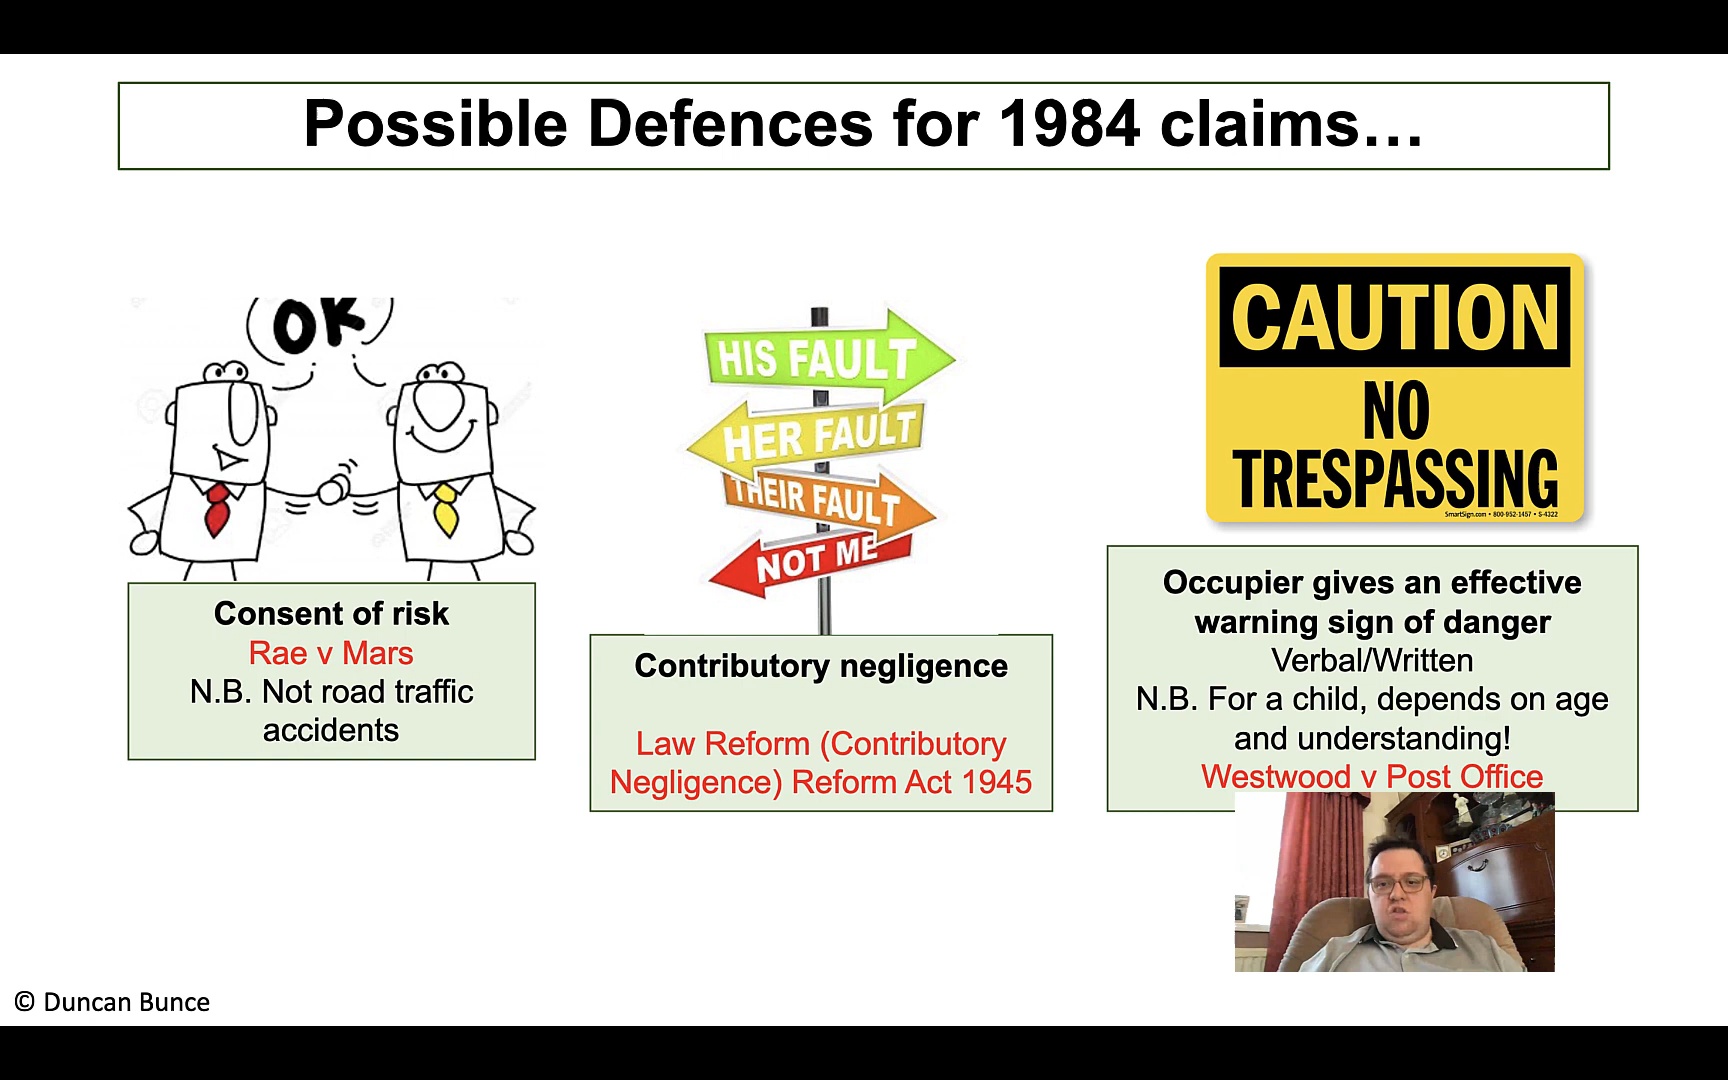 Possible Defences for 1984 claims...
OK
Consent of risk
Rae v Mars
N.B. Not road traffic
accidents
HIS FAULT
HER FAULT
THEIR FAULT
NOT ME
Contributory negligence
Law Reform (Contributory
Negligence) Reform Act 1945
CAUTION
NO
TRESPASSING
SmartSign.com • 800-952-1457 • S-4322
Occupier gives an effective
warning sign of danger
Verbal/Written
N.B. For a child, depends on age
and understanding!
Westwood v Post Office
© Duncan Bunce